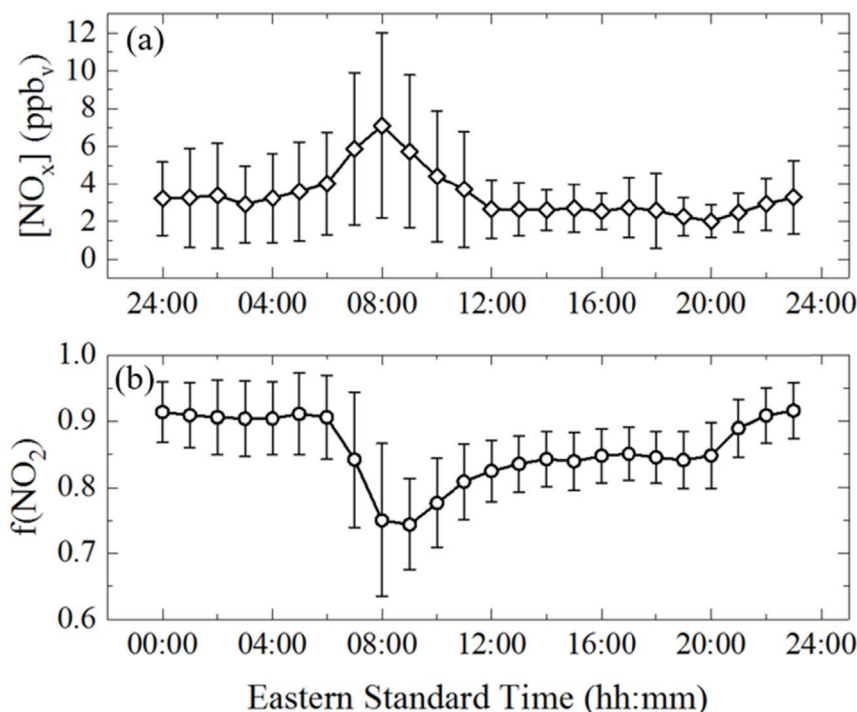 (a)
[NOx] (ppbv)
12
10
8
6
4
2
0
24:00 04:00 08:00 12:00 16:00 20:00 24:00
(b)
f(NO2)
1.0
0.9
0.8
0.7
0.6
00:00 04:00 08:00 12:00 16:00 20:00 24:00
Eastern Standard Time (hh:mm)